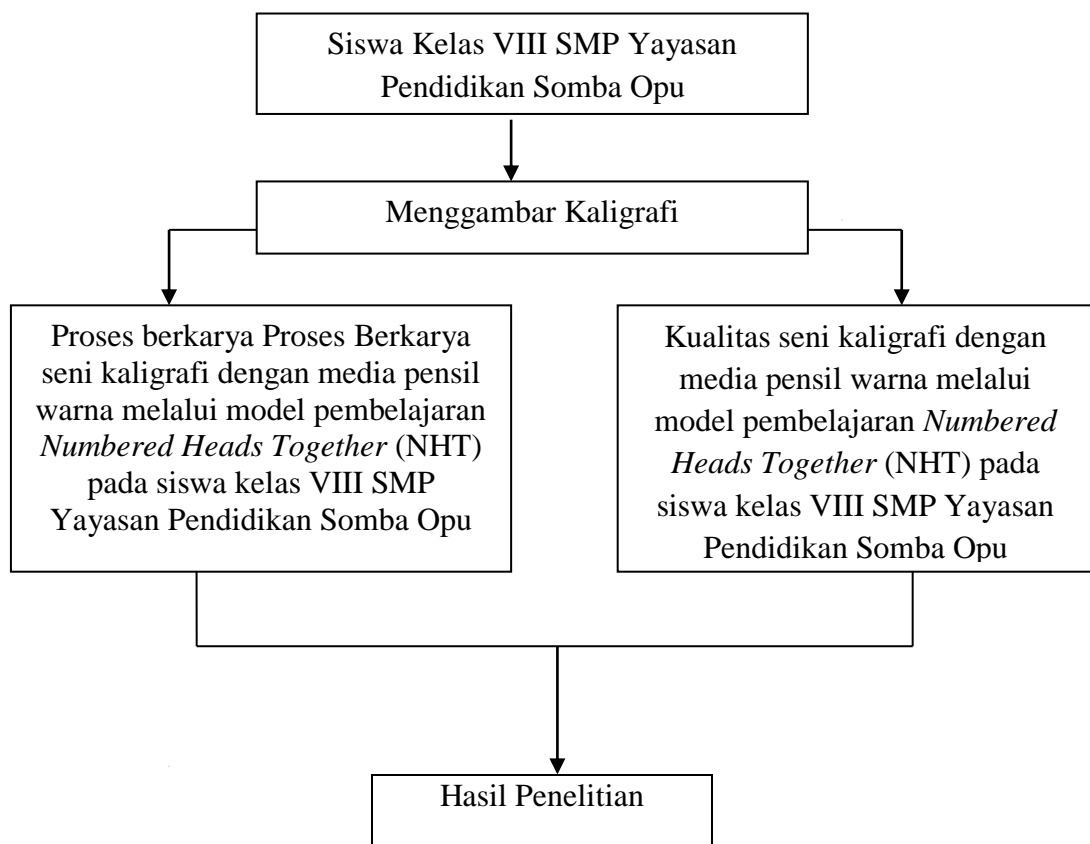 Siswa Kelas VIII SMP Yayasan
Pendidikan Somba Opu
Menggambar Kaligrafi
Proses berkarya Proses Berkarya
seni kaligrafi dengan media pensil
warna melalui model pembelajaran
Numbered Heads Together (NHT)
pada siswa kelas VIII SMP
Yayasan Pendidikan Somba Opu
Kualitas seni kaligrafi dengan
media pensil warna melalui
model pembelajaran Numbered
Heads Together (NHT) pada
siswa kelas VIII SMP Yayasan
Pendidikan Somba Opu
Hasil Penelitian